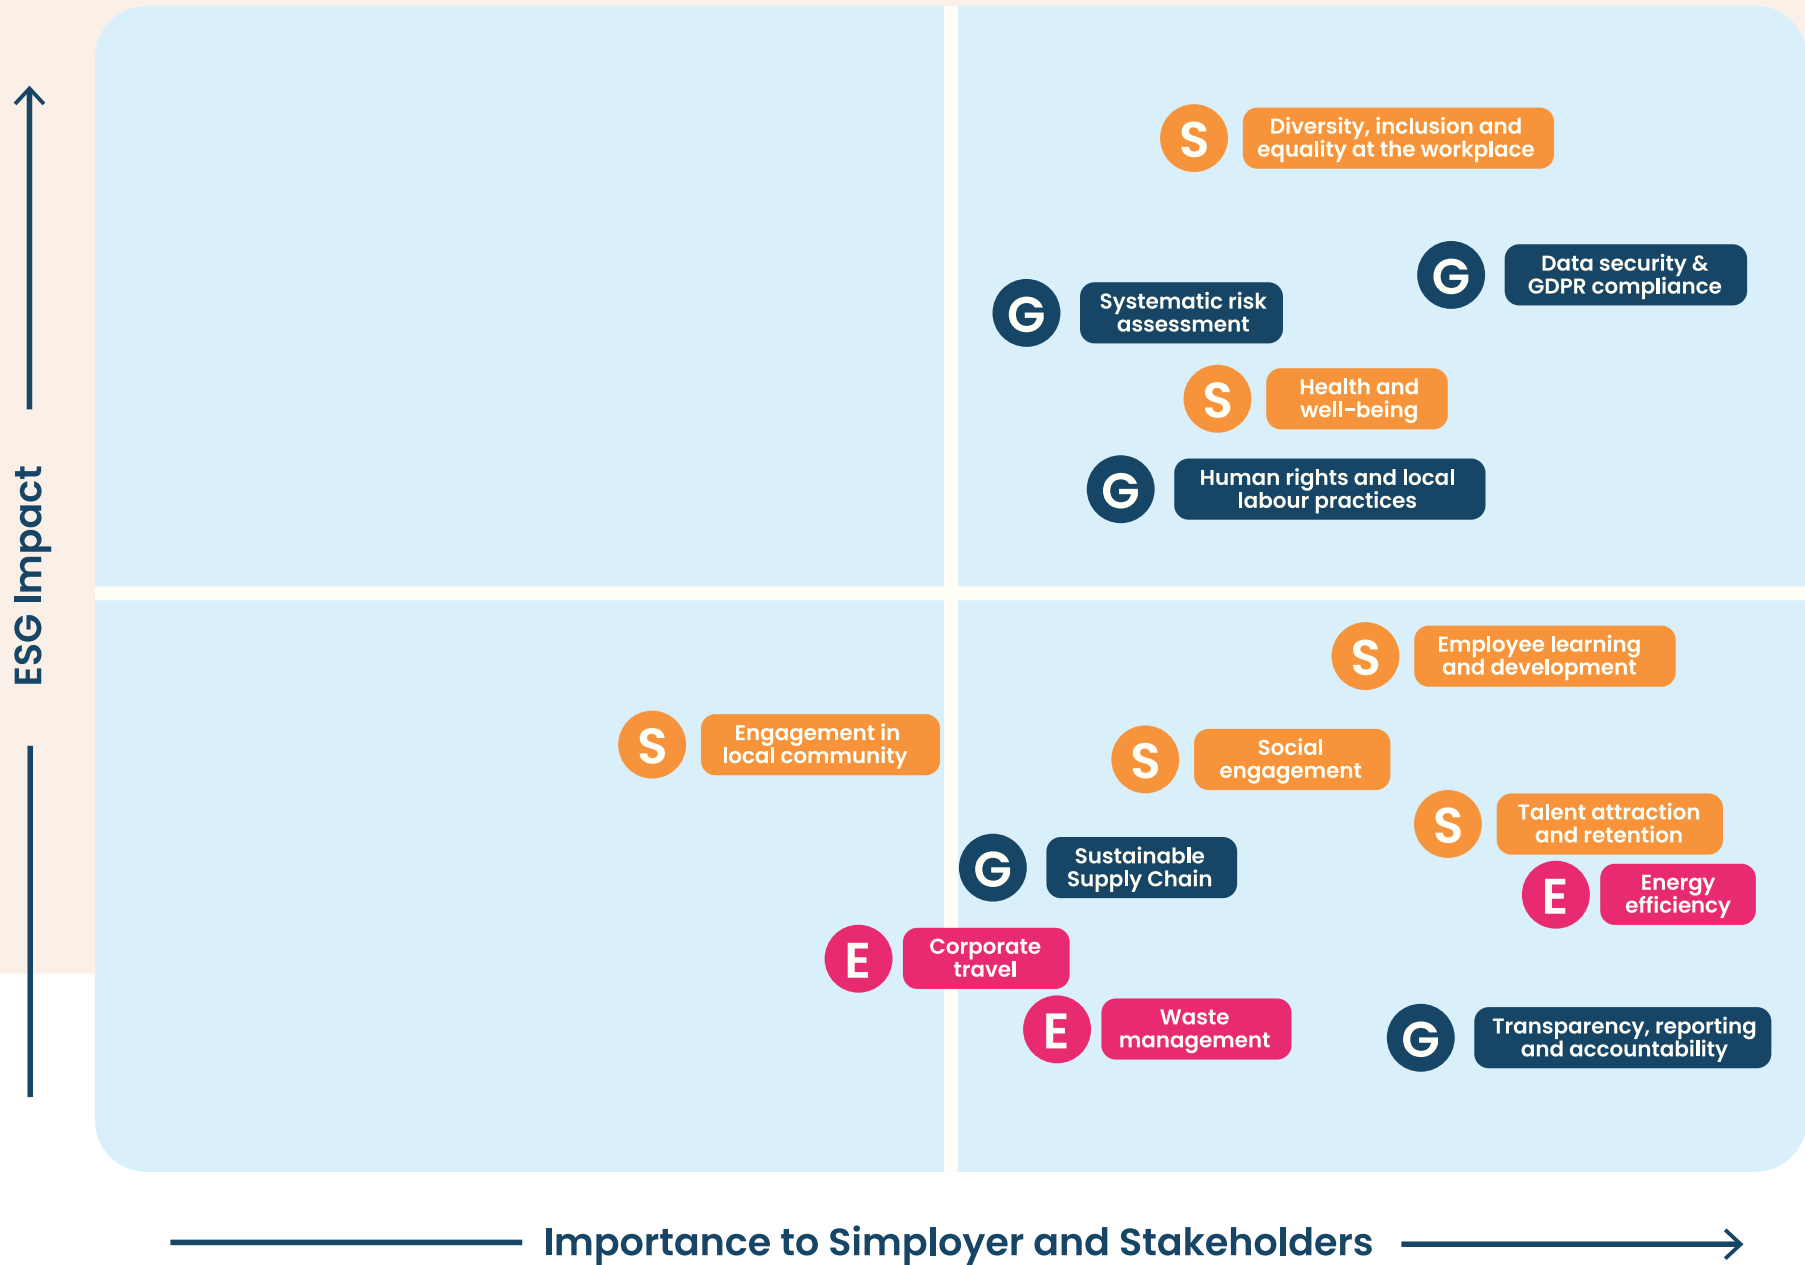 S
Diversity, inclusion and
equality at the workplace
G
Data security &
GDPR compliance
G
Systematic risk
assessment
S
Health and
well-being
G
Human rights and local
labour practices
ESG Impact
S
Employee learning
and development
S
Engagement in
local community
S
Social
engagement
S
Talent attraction
and retention
G
Sustainable
Supply Chain
E
Energy
efficiency
E
Corporate
travel
E
Waste
management
G
Transparency, reporting
and accountability
Importance to Simployer and Stakeholders